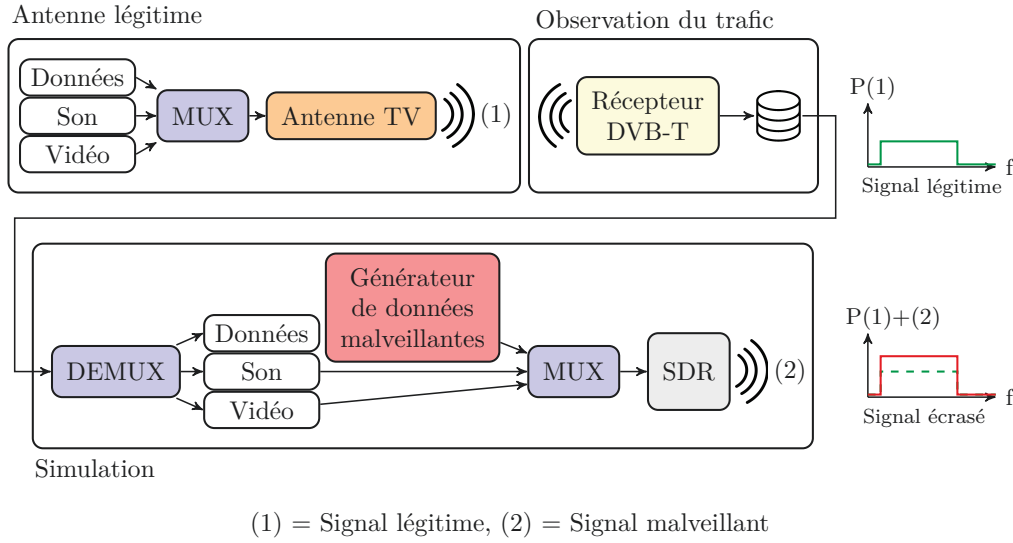 Antenne légitime
Observation du trafic
Données
Son
Vidéo
MUX
Antenne TV
(1)
Récepteur
DVB-T
P(1)
f
Signal légitime
Générateur
de données
malveillantes
DEMUX
Données
Son
Vidéo
MUX
SDR
(2)
P(1)+(2)
f
Signal écrasé
Simulation
(1) = Signal légitime, (2) = Signal malveillant